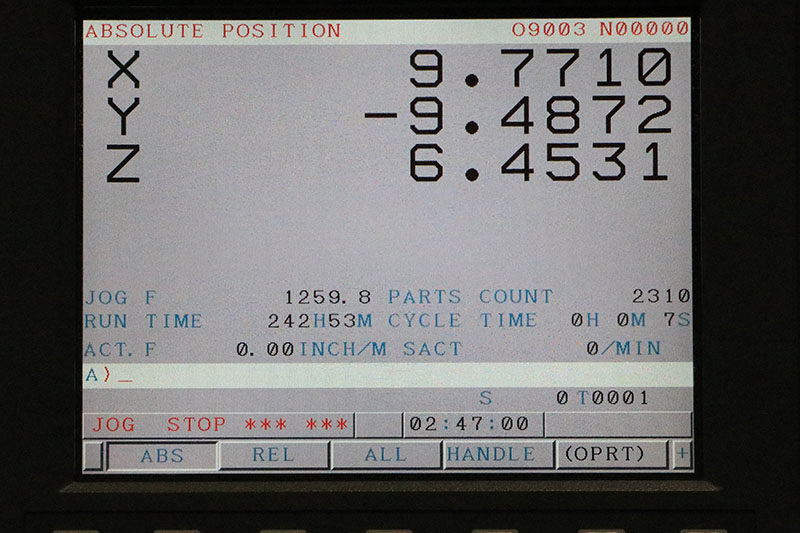 ABSOLUTE POSITION O9003 N00000
X 9.7710
Y -9.4872
Z 6.4531
JOG F 1259.8 PARTS COUNT 2310
RUN TIME 242H53M CYCLE TIME 0H 0M 7S
ACT.F 0.00INCH/M SACT 0/MIN
A)_
S 0 T0001
JOG STOP *** *** 02:47:00
ABS REL ALL HANDLE (OPRT) +